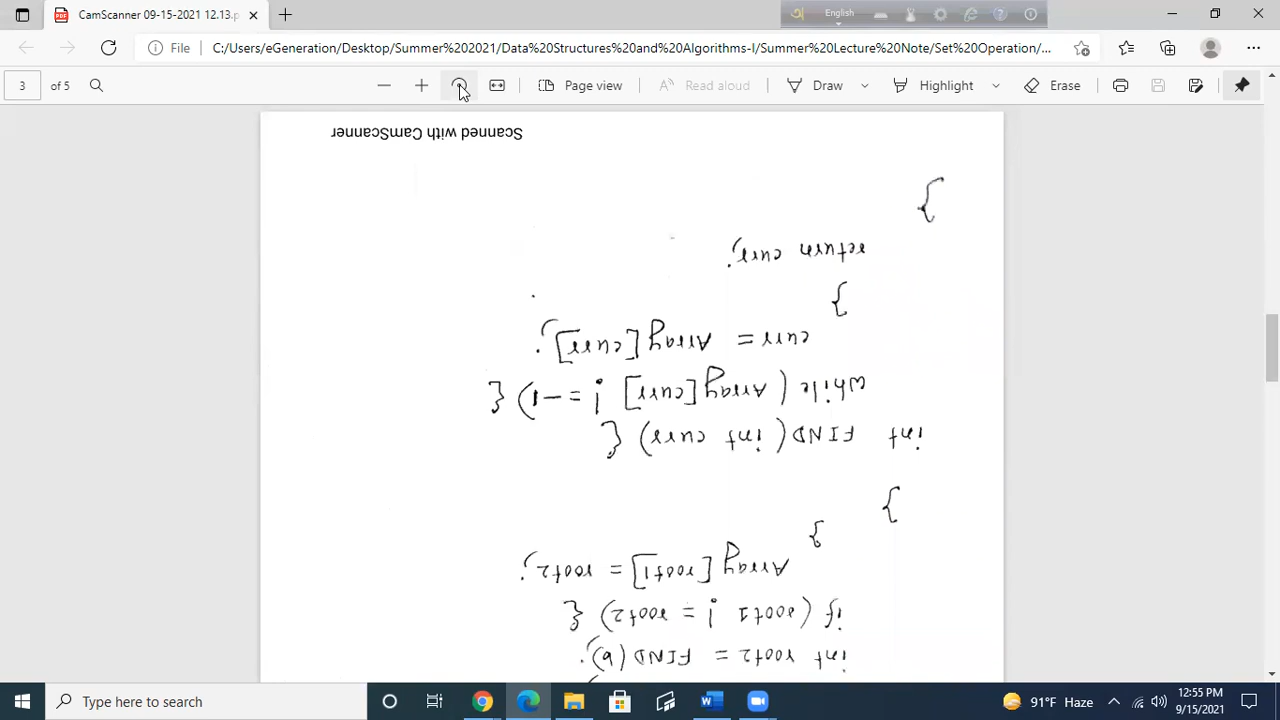 CamScanner 09-15-2021 12.13.p
English
File C:/Users/eGeneration/Desktop/Summer%202021/Data%20Structures%20and%20Algorithms-I/Summer%20Lecture%20Note/Set%20Operation/...
3 of 5 Page view Read aloud Draw Highlight Erase
int root2 = FIND(b);
if (root1 != root2) {
Array[root1] = root2;
}
}
int FIND(int curr) {
while (Array[curr] != -1) {
curr = Array[curr];
}
return curr;
}
Scanned with CamScanner
Type here to search
91°F Haze
12:55 PM
9/15/2021